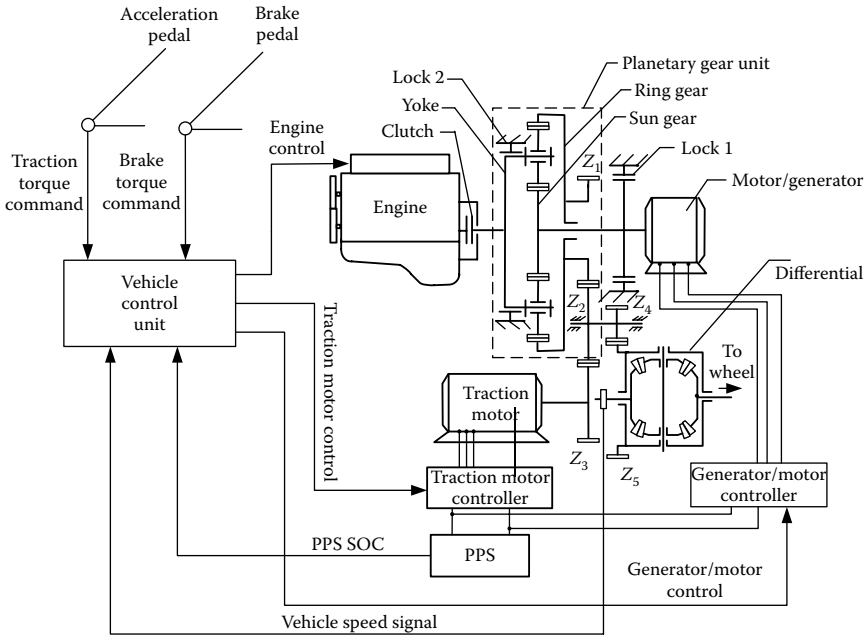 Acceleration
pedal
Brake
pedal
Traction
torque
command
Brake
torque
command
Engine
control
Lock 2
Yoke
Clutch
Planetary gear unit
Ring gear
Sun gear
Lock 1
Motor/generator
Z1
Engine
Vehicle
control
unit
Differential
Z2
Z4
To
wheel
Traction motor control
Traction
motor
Z3
Z5
Traction motor
controller
Generator/motor
controller
PPS SOC
PPS
Generator/motor
control
Vehicle speed signal